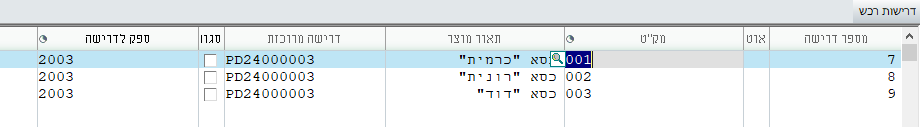 דרישות רכש
מספר דרישה ארט מק"ט תאור מוצר דרישה מרוכזת סגרו ספק לדרישה
7 001 כסא "כרמית" PD24000003 2003
8 002 כסא "רונית" PD24000003 2003
9 003 כסא "דוד" PD24000003 2003